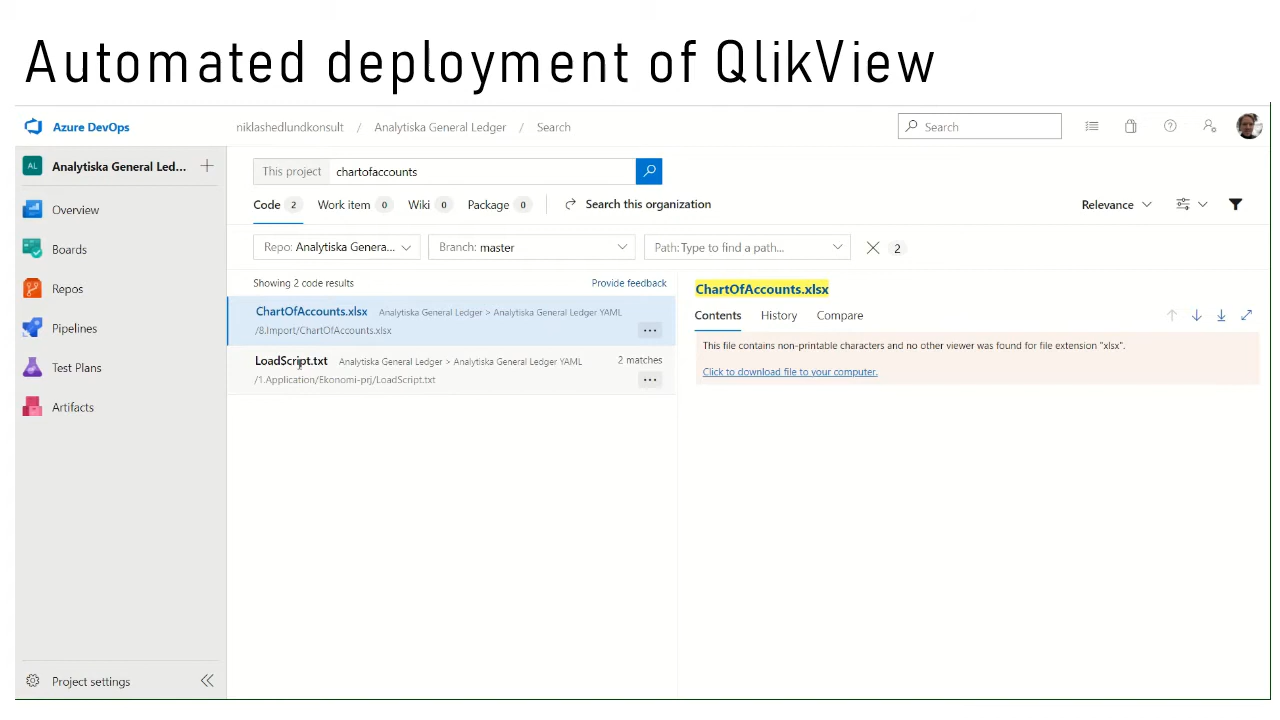 Automated deployment of QlikView
Azure DevOps
niklashedlundkonsult / Analytiska General Ledger / Search
Search
AL Analytiska General Led...
This project chartofaccounts
Code 2 Work item 0 Wiki 0 Package 0 Search this organization
Relevance
Overview
Boards
Repos
Pipelines
Test Plans
Artifacts
Repo: Analytiska Genera... Branch: master Path: Type to find a path... 2
Showing 2 code results Provide feedback
ChartOfAccounts.xlsx Analytiska General Ledger > Analytiska General Ledger YAML
/8.Import/ChartOfAccounts.xlsx
LoadScript.txt Analytiska General Ledger > Analytiska General Ledger YAML 2 matches
/1.Application/Ekonomi-prj/LoadScript.txt
ChartOfAccounts.xlsx
Contents History Compare
This file contains non-printable characters and no other viewer was found for file extension "xlsx".
Click to download file to your computer.
Project settings